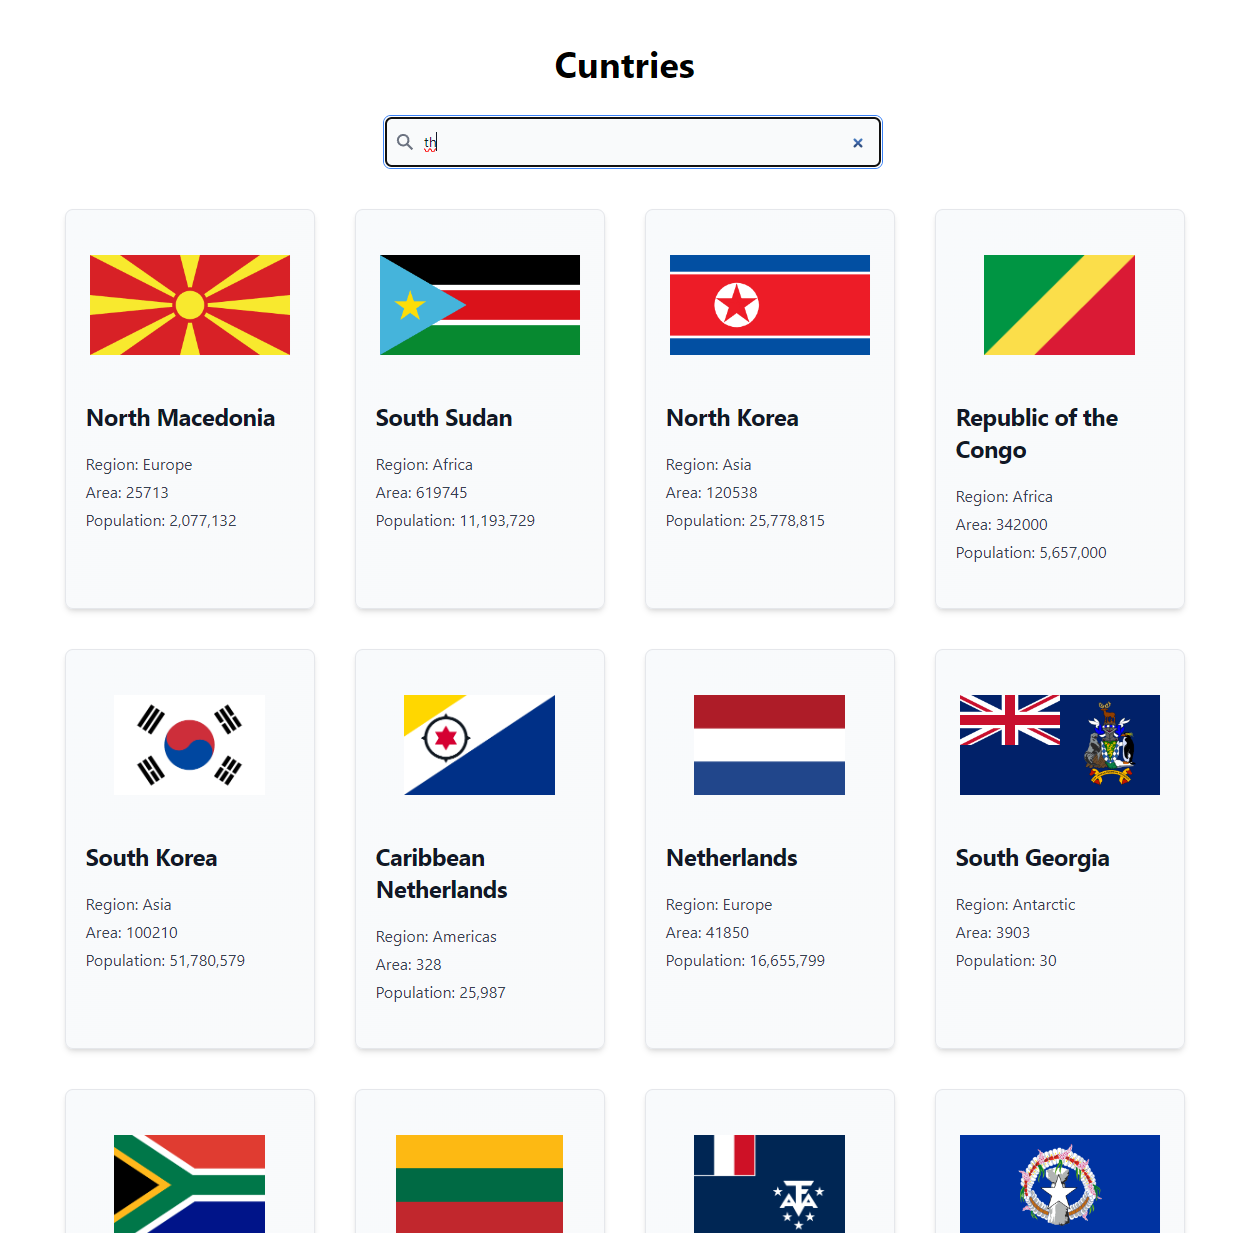 Cuntries
th
North Macedonia
Region: Europe
Area: 25713
Population: 2,077,132
South Sudan
Region: Africa
Area: 619745
Population: 11,193,729
North Korea
Region: Asia
Area: 120538
Population: 25,778,815
Republic of the
Congo
Region: Africa
Area: 342000
Population: 5,657,000
South Korea
Region: Asia
Area: 100210
Population: 51,780,579
Caribbean
Netherlands
Region: Americas
Area: 328
Population: 25,987
Netherlands
Region: Europe
Area: 41850
Population: 16,655,799
South Georgia
Region: Antarctic
Area: 3903
Population: 30